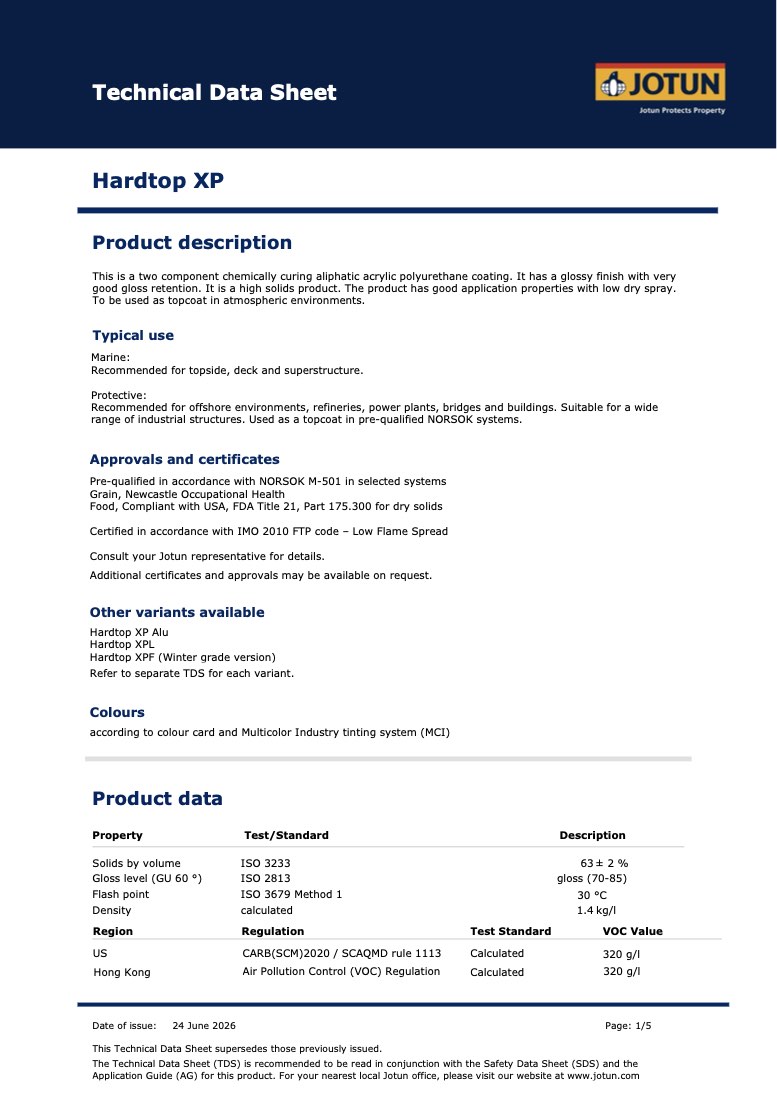 Technical Data Sheet
JOTUN
Jotun Protects Property
Hardtop XP
Product description
This is a two component chemically curing aliphatic acrylic polyurethane coating. It has a glossy finish with very
good gloss retention. It is a high solids product. The product has good application properties with low dry spray.
To be used as topcoat in atmospheric environments.
Typical use
Marine:
Recommended for topside, deck and superstructure.
Protective:
Recommended for offshore environments, refineries, power plants, bridges and buildings. Suitable for a wide
range of industrial structures. Used as a topcoat in pre-qualified NORSOK systems.
Approvals and certificates
Pre-qualified in accordance with NORSOK M-501 in selected systems
Grain, Newcastle Occupational Health
Food, Compliant with USA, FDA Title 21, Part 175.300 for dry solids
Certified in accordance with IMO 2010 FTP code – Low Flame Spread
Consult your Jotun representative for details.
Additional certificates and approvals may be available on request.
Other variants available
Hardtop XP Alu
Hardtop XPL
Hardtop XPF (Winter grade version)
Refer to separate TDS for each variant.
Colours
according to colour card and Multicolor Industry tinting system (MCI)
Product data
Property Test/Standard Description
Solids by volume ISO 3233 63 ± 2 %
Gloss level (GU 60 °) ISO 2813 gloss (70-85)
Flash point ISO 3679 Method 1 30 °C
Density calculated 1.4 kg/l
Region Regulation Test Standard VOC Value
US CARB(SCM)2020 / SCAQMD rule 1113 Calculated 320 g/l
Hong Kong Air Pollution Control (VOC) Regulation Calculated 320 g/l
Date of issue: 24 June 2026 Page: 1/5
This Technical Data Sheet supersedes those previously issued.
The Technical Data Sheet (TDS) is recommended to be read in conjunction with the Safety Data Sheet (SDS) and the
Application Guide (AG) for this product. For your nearest local Jotun office, please visit our website at www.jotun.com